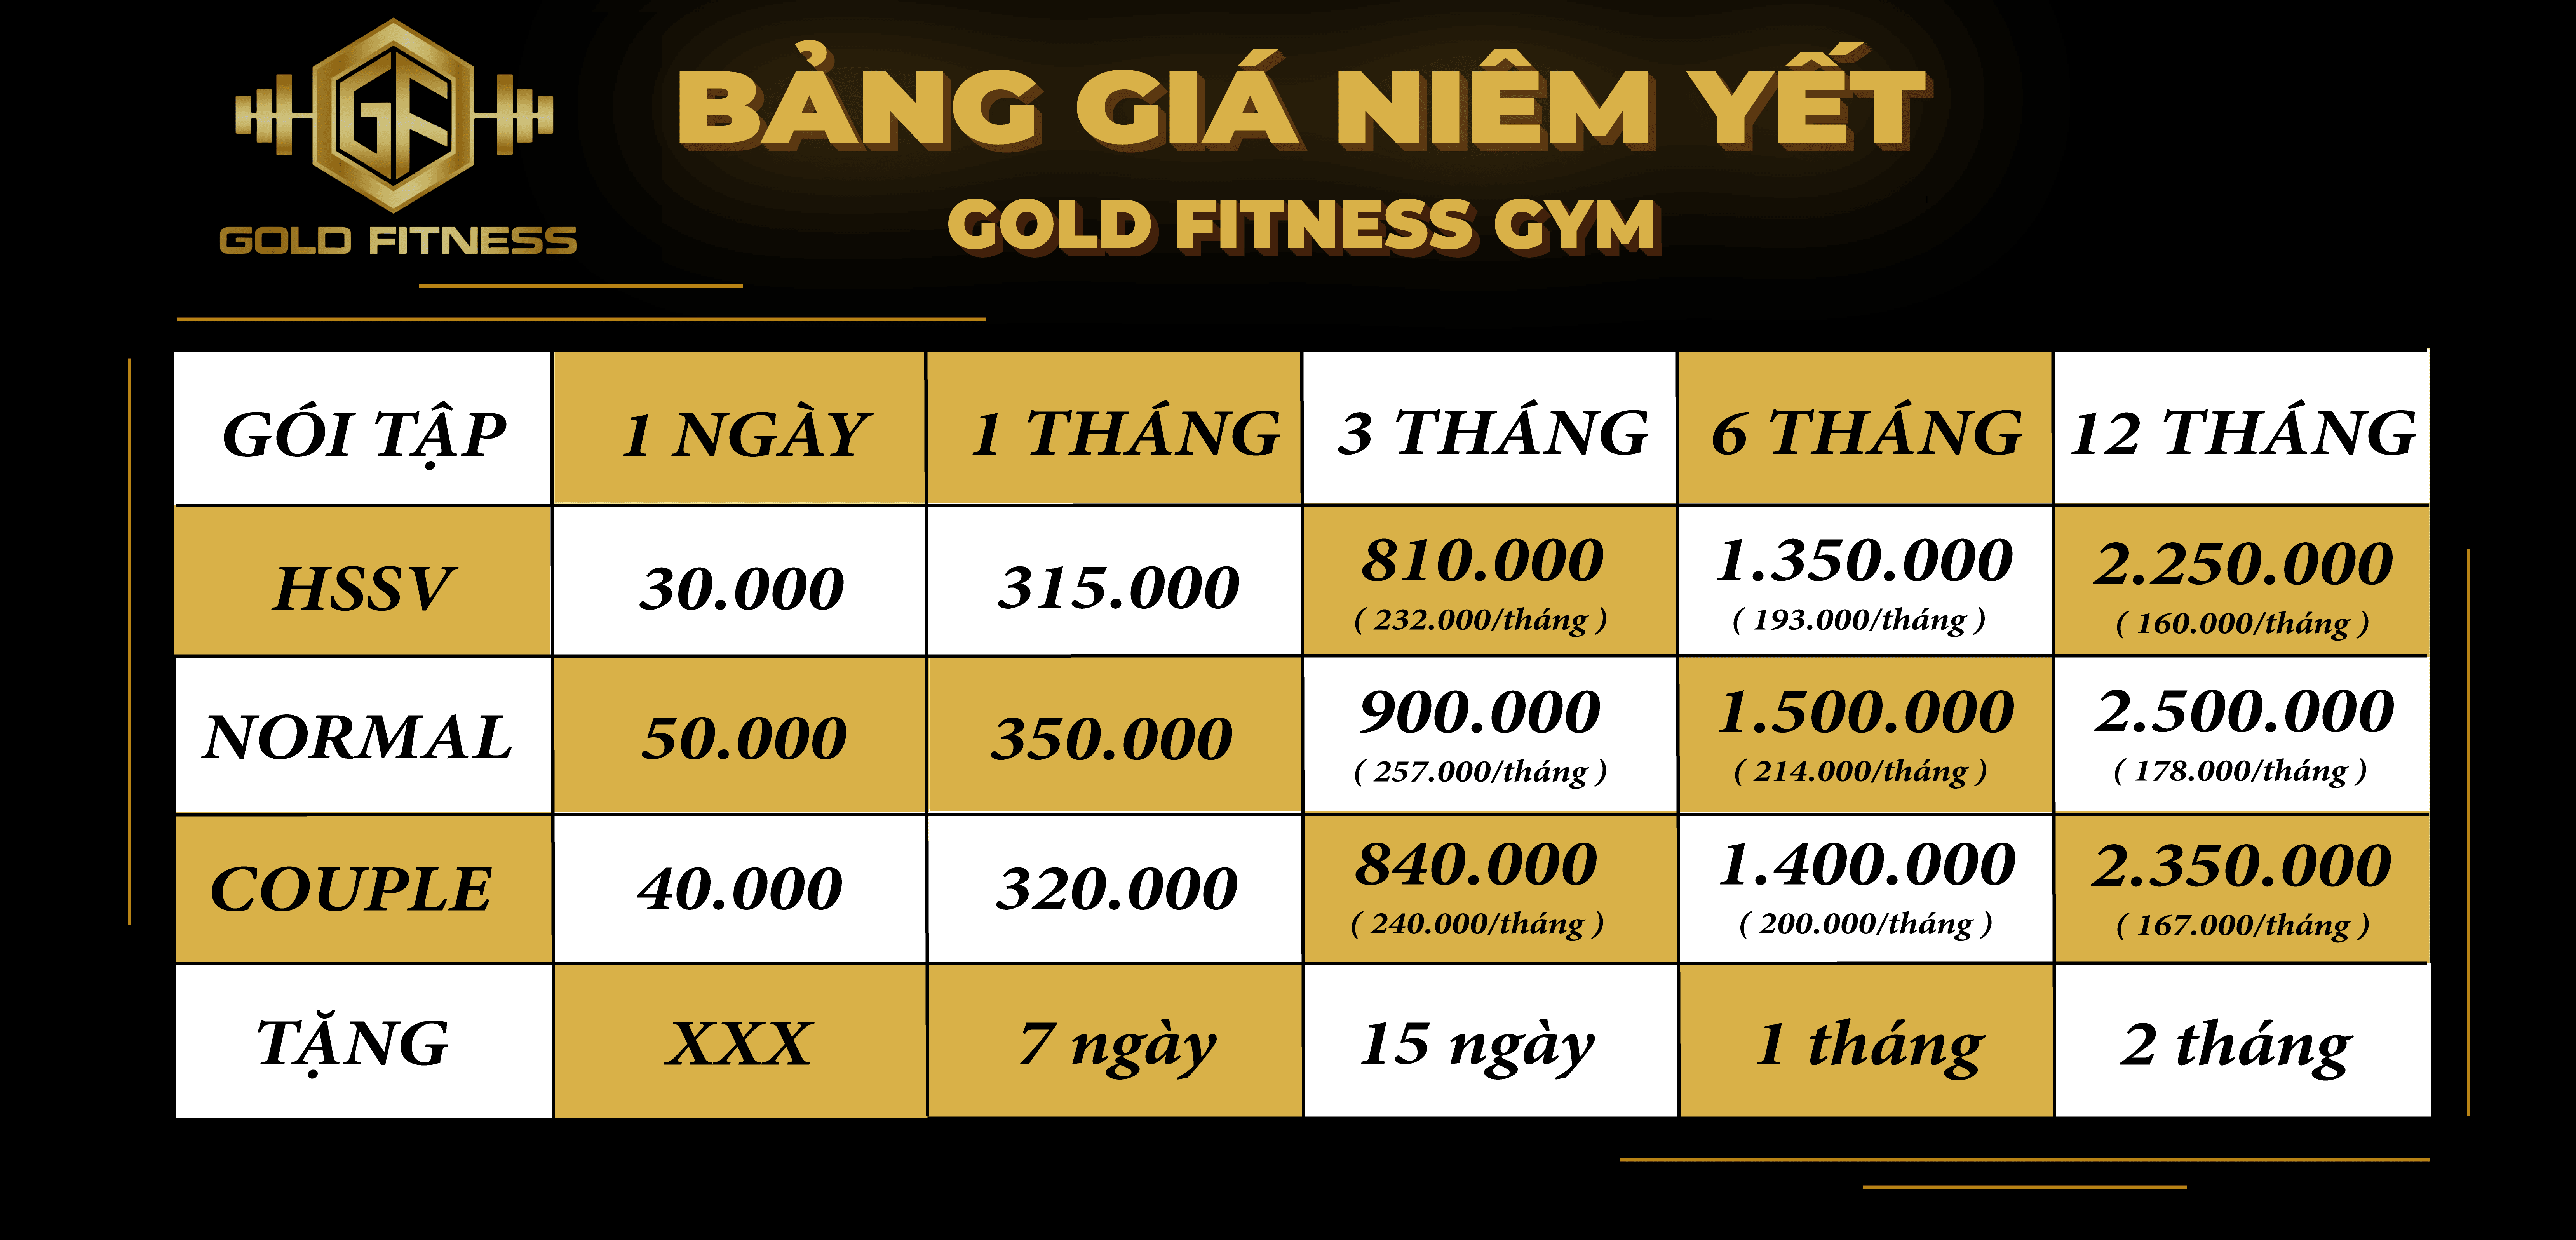 GF
GOLD FITNESS
BẢNG GIÁ NIÊM YẾT
GOLD FITNESS GYM
GÓI TẬP 1 NGÀY 1 THÁNG 3 THÁNG 6 THÁNG 12 THÁNG
HSSV 30.000 315.000 810.000 1.350.000 2.250.000
( 232.000/tháng ) ( 193.000/tháng ) ( 160.000/tháng )
NORMAL 50.000 350.000 900.000 1.500.000 2.500.000
( 257.000/tháng ) ( 214.000/tháng ) ( 178.000/tháng )
COUPLE 40.000 320.000 840.000 1.400.000 2.350.000
( 240.000/tháng ) ( 200.000/tháng ) ( 167.000/tháng )
TẶNG XXX 7 ngày 15 ngày 1 tháng 2 tháng